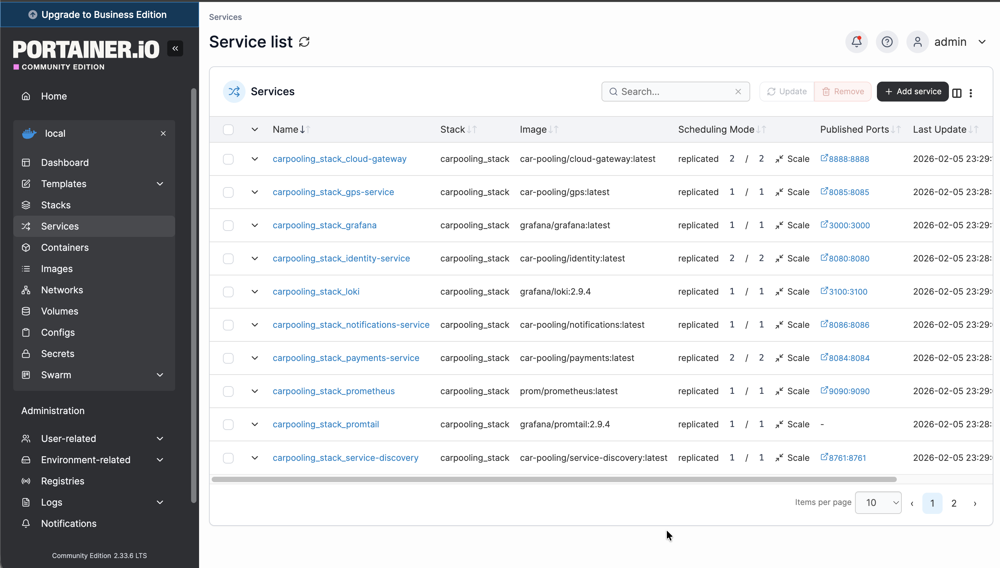 Upgrade to Business Edition
PORTAINER.iO
COMMUNITY EDITION
Home
local
Dashboard
Templates
Stacks
Services
Containers
Images
Networks
Volumes
Configs
Secrets
Swarm
Administration
User-related
Environment-related
Registries
Logs
Notifications
Community Edition 2.33.6 LTS
Services
Service list
admin
Services
Search...
Update
Remove
Add service
Name Stack Image Scheduling Mode Published Ports Last Update
carpooling_stack_cloud-gateway carpooling_stack car-pooling/cloud-gateway:latest replicated 2 / 2 Scale 8888:8888 2026-02-05 23:29:
carpooling_stack_gps-service carpooling_stack car-pooling/gps:latest replicated 1 / 1 Scale 8085:8085 2026-02-05 23:28:
carpooling_stack_grafana carpooling_stack grafana/grafana:latest replicated 1 / 1 Scale 3000:3000 2026-02-05 23:29:
carpooling_stack_identity-service carpooling_stack car-pooling/identity:latest replicated 2 / 2 Scale 8080:8080 2026-02-05 23:28:
carpooling_stack_loki carpooling_stack grafana/loki:2.9.4 replicated 1 / 1 Scale 3100:3100 2026-02-05 23:29:
carpooling_stack_notifications-service carpooling_stack car-pooling/notifications:latest replicated 1 / 1 Scale 8086:8086 2026-02-05 23:29:
carpooling_stack_payments-service carpooling_stack car-pooling/payments:latest replicated 2 / 2 Scale 8084:8084 2026-02-05 23:28:
carpooling_stack_prometheus carpooling_stack prom/prometheus:latest replicated 1 / 1 Scale 9090:9090 2026-02-05 23:29:
carpooling_stack_promtail carpooling_stack grafana/promtail:2.9.4 replicated 1 / 1 Scale - 2026-02-05 23:28:
carpooling_stack_service-discovery carpooling_stack car-pooling/service-discovery:latest replicated 1 / 1 Scale 8761:8761 2026-02-05 23:29:
Items per page 10 ‹ 1 2 ›